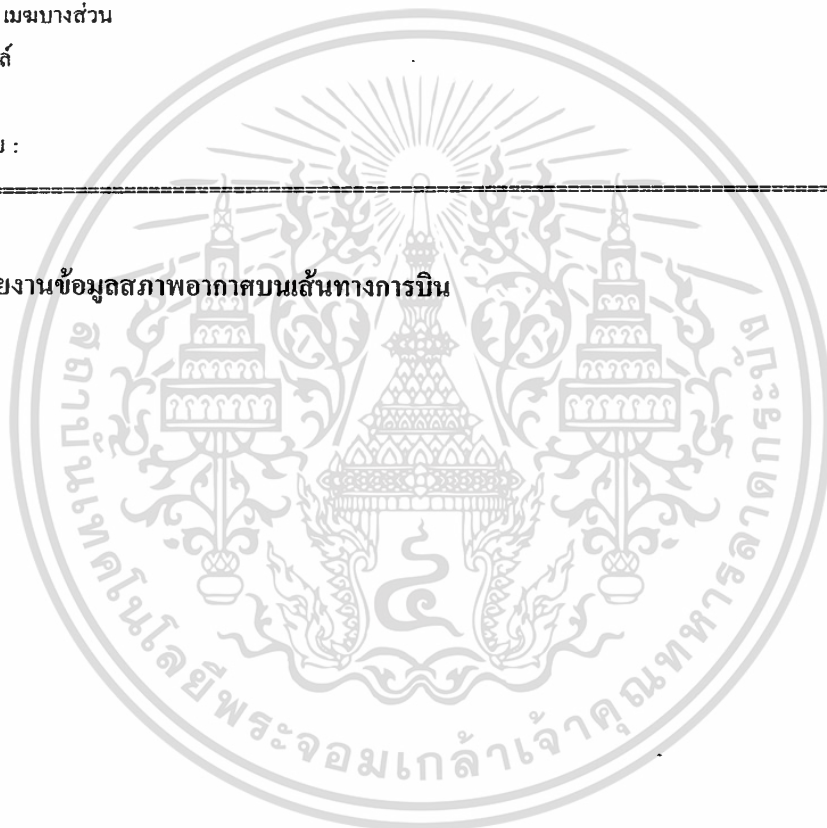 เมฆบางส่วน
ล์
ย :
================================================
ยงานข้อมูลสภาพอากาศบนเส้นทางการบิน
สถาบันเทคโนโลยีพระจอมเกล้าเจ้าคุณทหารลาดกระบัง